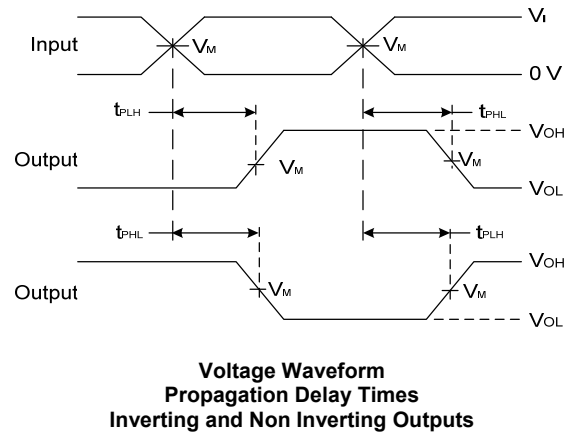 Input VM VM VI
0 V
tPLH tPHL
VOH
Output VM VM
VOL
tPHL tPLH
VOH
Output VM VM
VOL
Voltage Waveform
Propagation Delay Times
Inverting and Non Inverting Outputs